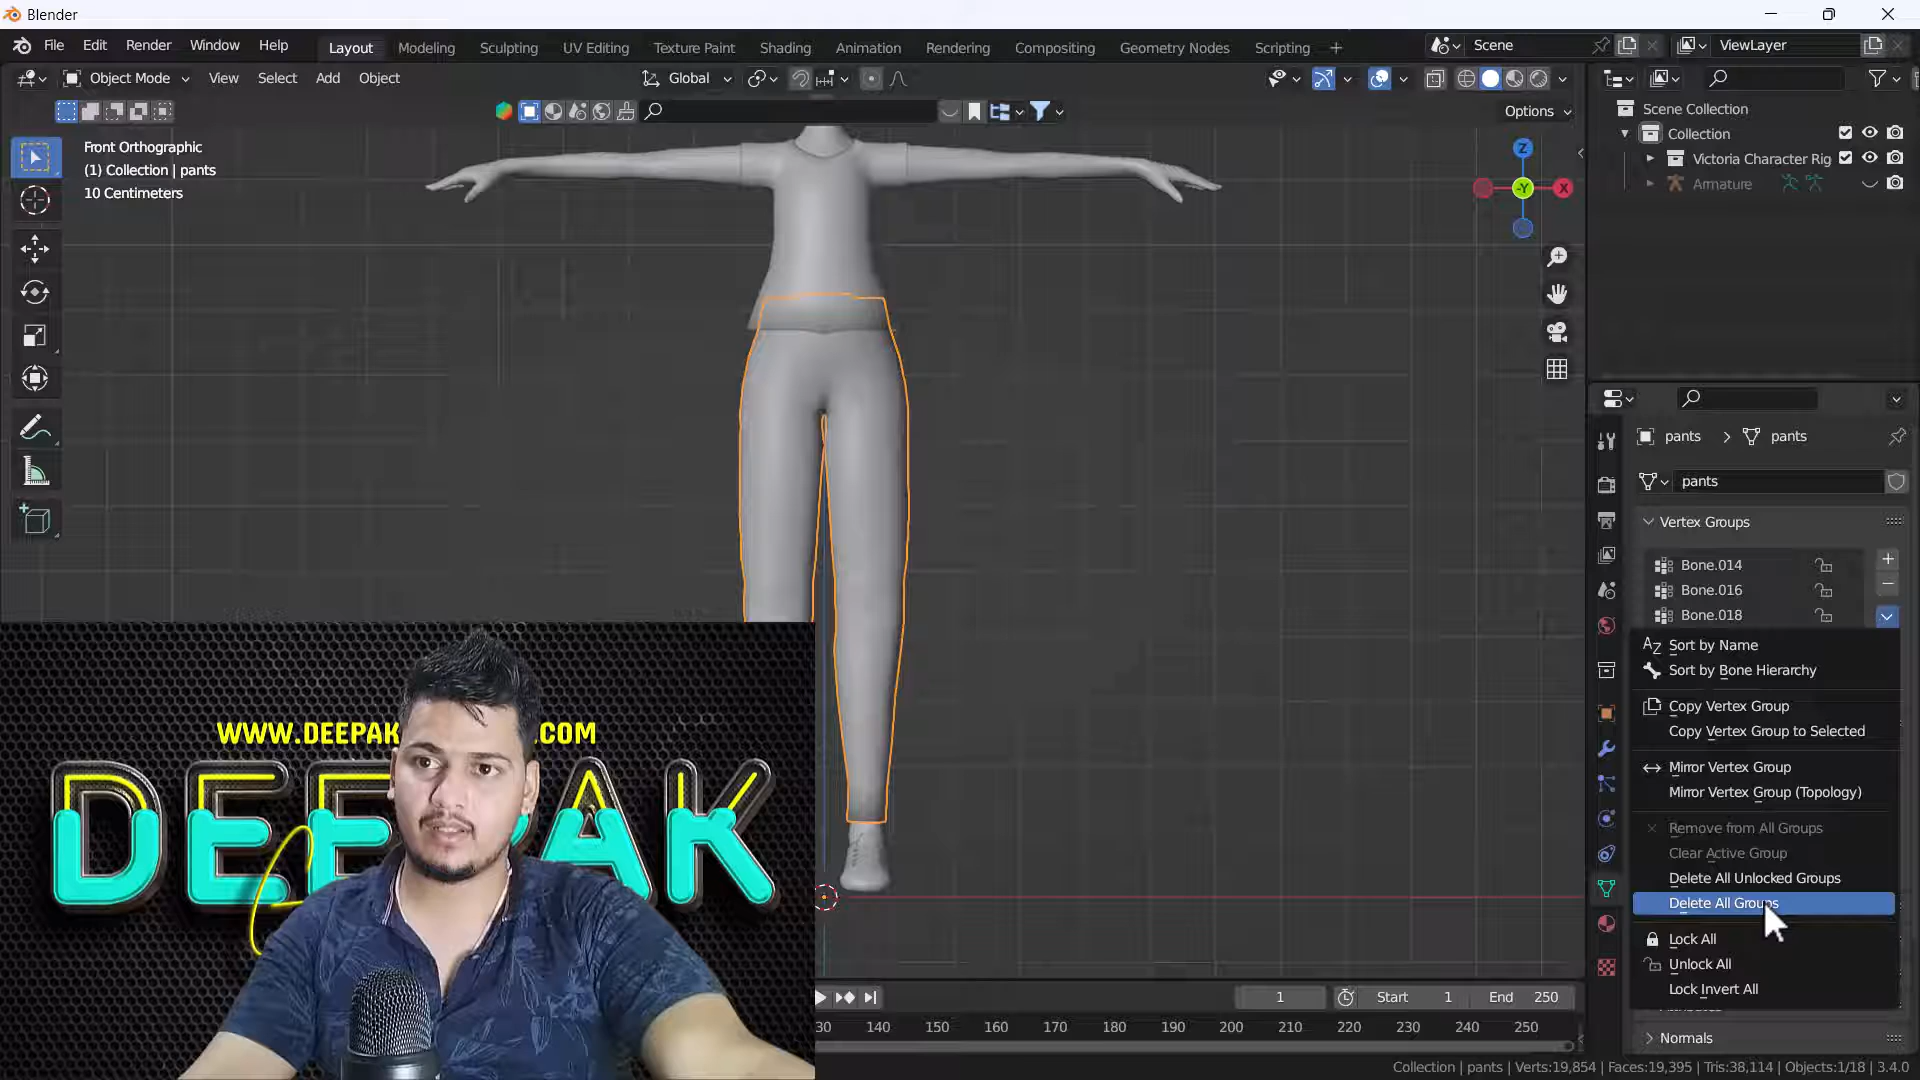 Blender
File Edit Render Window Help
Layout Modeling Sculpting UV Editing Texture Paint Shading Animation Rendering Compositing Geometry Nodes Scripting
Scene
ViewLayer
Object Mode View Select Add Object
Global
Options
Front Orthographic
(1) Collection | pants
10 Centimeters
Z
-Y
X
Scene Collection
Collection
Victoria Character Rig
Armature
pants > pants
pants
Vertex Groups
Bone.014
Bone.016
Bone.018
Sort by Name
Sort by Bone Hierarchy
Copy Vertex Group
Copy Vertex Group to Selected
Mirror Vertex Group
Mirror Vertex Group (Topology)
Remove from All Groups
Clear Active Group
Delete All Unlocked Groups
Delete All Groups
Lock All
Unlock All
Lock Invert All
Normals
WWW.DEEPAK
.COM
DEEPAK
1 Start 1 End 250
30 140 150 160 170 180 190 200 210 220 230 240 250
Collection | pants | Verts:19,854 | Faces:19,395 | Tris:38,114 | Objects:1/18 | 3.4.0